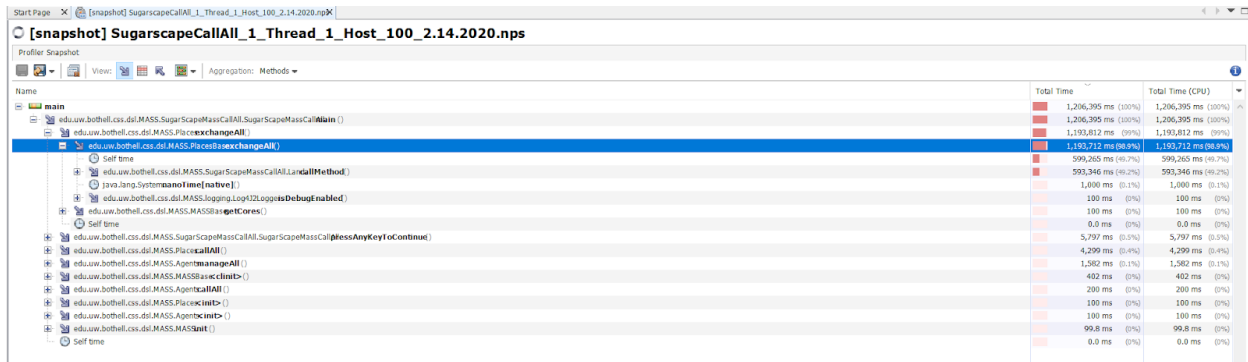 Start Page [snapshot] SugarscapeCallAll_1_Thread_1_Host_100_2.14.2020.nps
[snapshot] SugarscapeCallAll_1_Thread_1_Host_100_2.14.2020.nps
Profiler Snapshot
View: Aggregation: Methods
Name Total Time Total Time (CPU)
main 1,206,395 ms (100%) 1,206,395 ms (100%)
edu.uw.bothell.css.dsl.MASS.SugarScapeMassCallAll.SugarScapeMassCallAll.main () 1,206,395 ms (100%) 1,206,395 ms (100%)
edu.uw.bothell.css.dsl.MASS.Places.exchangeAll() 1,193,812 ms (99%) 1,193,812 ms (99%)
edu.uw.bothell.css.dsl.MASS.PlacesBase.exchangeAll() 1,193,712 ms (98.9%) 1,193,712 ms (98.9%)
Self time 599,265 ms (49.7%) 599,265 ms (49.7%)
edu.uw.bothell.css.dsl.MASS.SugarScapeMassCallAll.Land.callMethod() 593,346 ms (49.2%) 593,346 ms (49.2%)
java.lang.System.nanoTime[native]() 1,000 ms (0.1%) 1,000 ms (0.1%)
edu.uw.bothell.css.dsl.MASS.logging.Log4J2Logger.isDebugEnabled() 100 ms (0%) 100 ms (0%)
edu.uw.bothell.css.dsl.MASS.MASSBase.getCores() 100 ms (0%) 100 ms (0%)
Self time 0.0 ms (0%) 0.0 ms (0%)
edu.uw.bothell.css.dsl.MASS.SugarScapeMassCallAll.SugarScapeMassCallAll.pressAnyKeyToContinue() 5,797 ms (0.5%) 5,797 ms (0.5%)
edu.uw.bothell.css.dsl.MASS.Places.callAll() 4,299 ms (0.4%) 4,299 ms (0.4%)
edu.uw.bothell.css.dsl.MASS.Agents.manageAll () 1,582 ms (0.1%) 1,582 ms (0.1%)
edu.uw.bothell.css.dsl.MASS.MASSBase.<clinit> () 402 ms (0%) 402 ms (0%)
edu.uw.bothell.css.dsl.MASS.Agents.callAll () 200 ms (0%) 200 ms (0%)
edu.uw.bothell.css.dsl.MASS.Places.<init> () 100 ms (0%) 100 ms (0%)
edu.uw.bothell.css.dsl.MASS.Agents.<init> () 100 ms (0%) 100 ms (0%)
edu.uw.bothell.css.dsl.MASS.MASS.init () 99.8 ms (0%) 99.8 ms (0%)
Self time 0.0 ms (0%) 0.0 ms (0%)